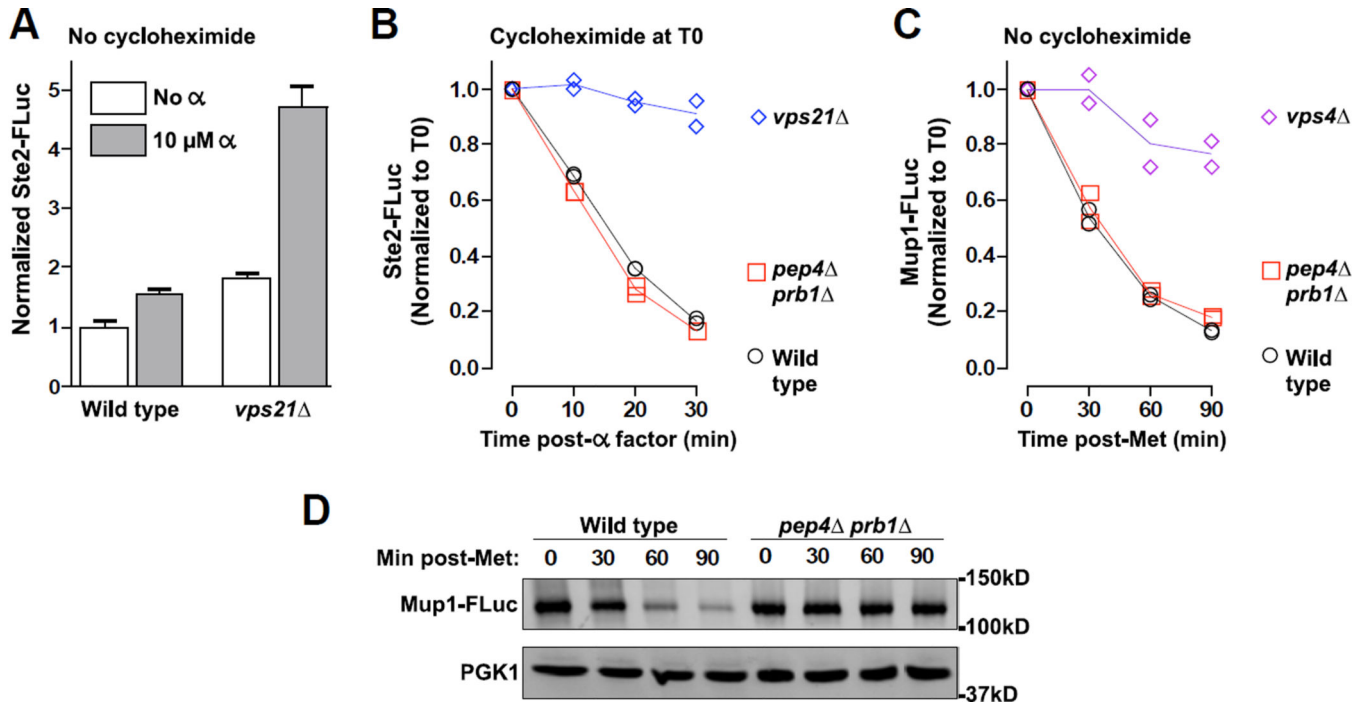 A
No cycloheximide
Normalized Ste2-FLuc
5
4
3
2
1
0
No α
10 µM α
Wild type
vps21Δ
B
Cycloheximide at T0
Ste2-FLuc
(Normalized to T0)
1.0
0.8
0.6
0.4
0.2
0.0
0 10 20 30
Time post-α factor (min)
vps21Δ
pep4Δ
prb1Δ
Wild
type
C
No cycloheximide
Mup1-FLuc
(Normalized to T0)
1.0
0.8
0.6
0.4
0.2
0.0
0 30 60 90
Time post-Met (min)
vps4Δ
pep4Δ
prb1Δ
Wild
type
D
Wild type pep4Δ prb1Δ
Min post-Met: 0 30 60 90 0 30 60 90
-150kD
Mup1-FLuc
-100kD
PGK1
-37kD